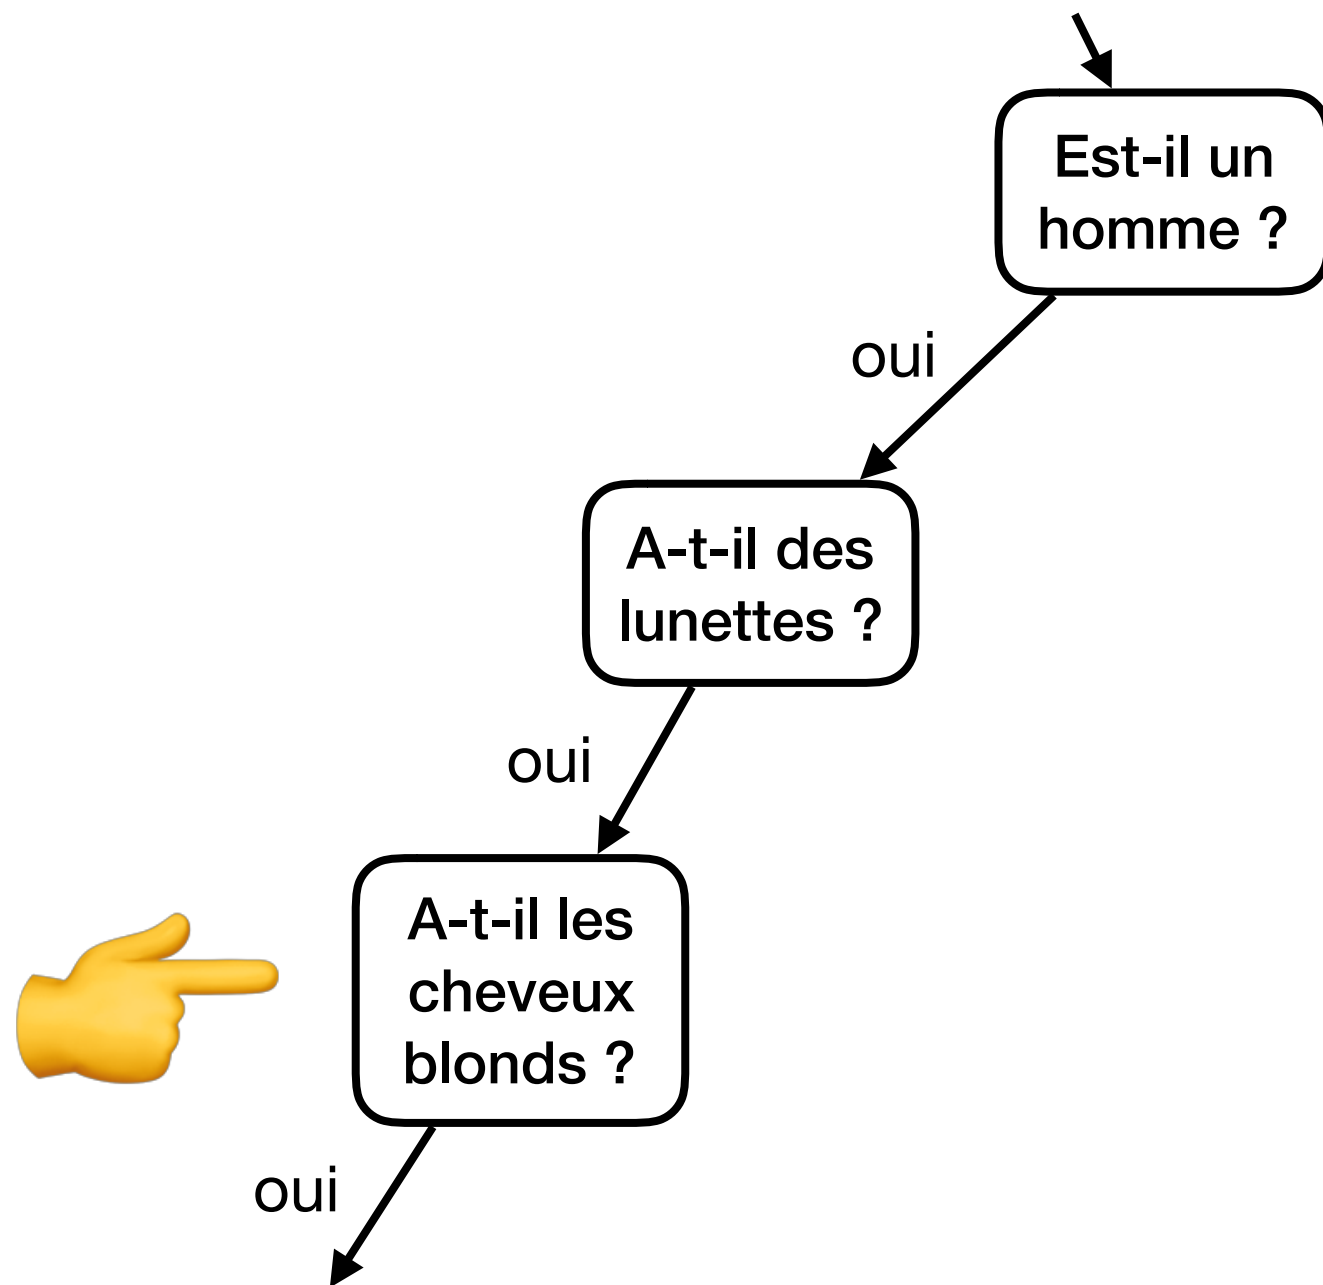 Est-il un
homme ?
oui
A-t-il des
lunettes ?
oui
A-t-il les
cheveux
blonds ?
oui